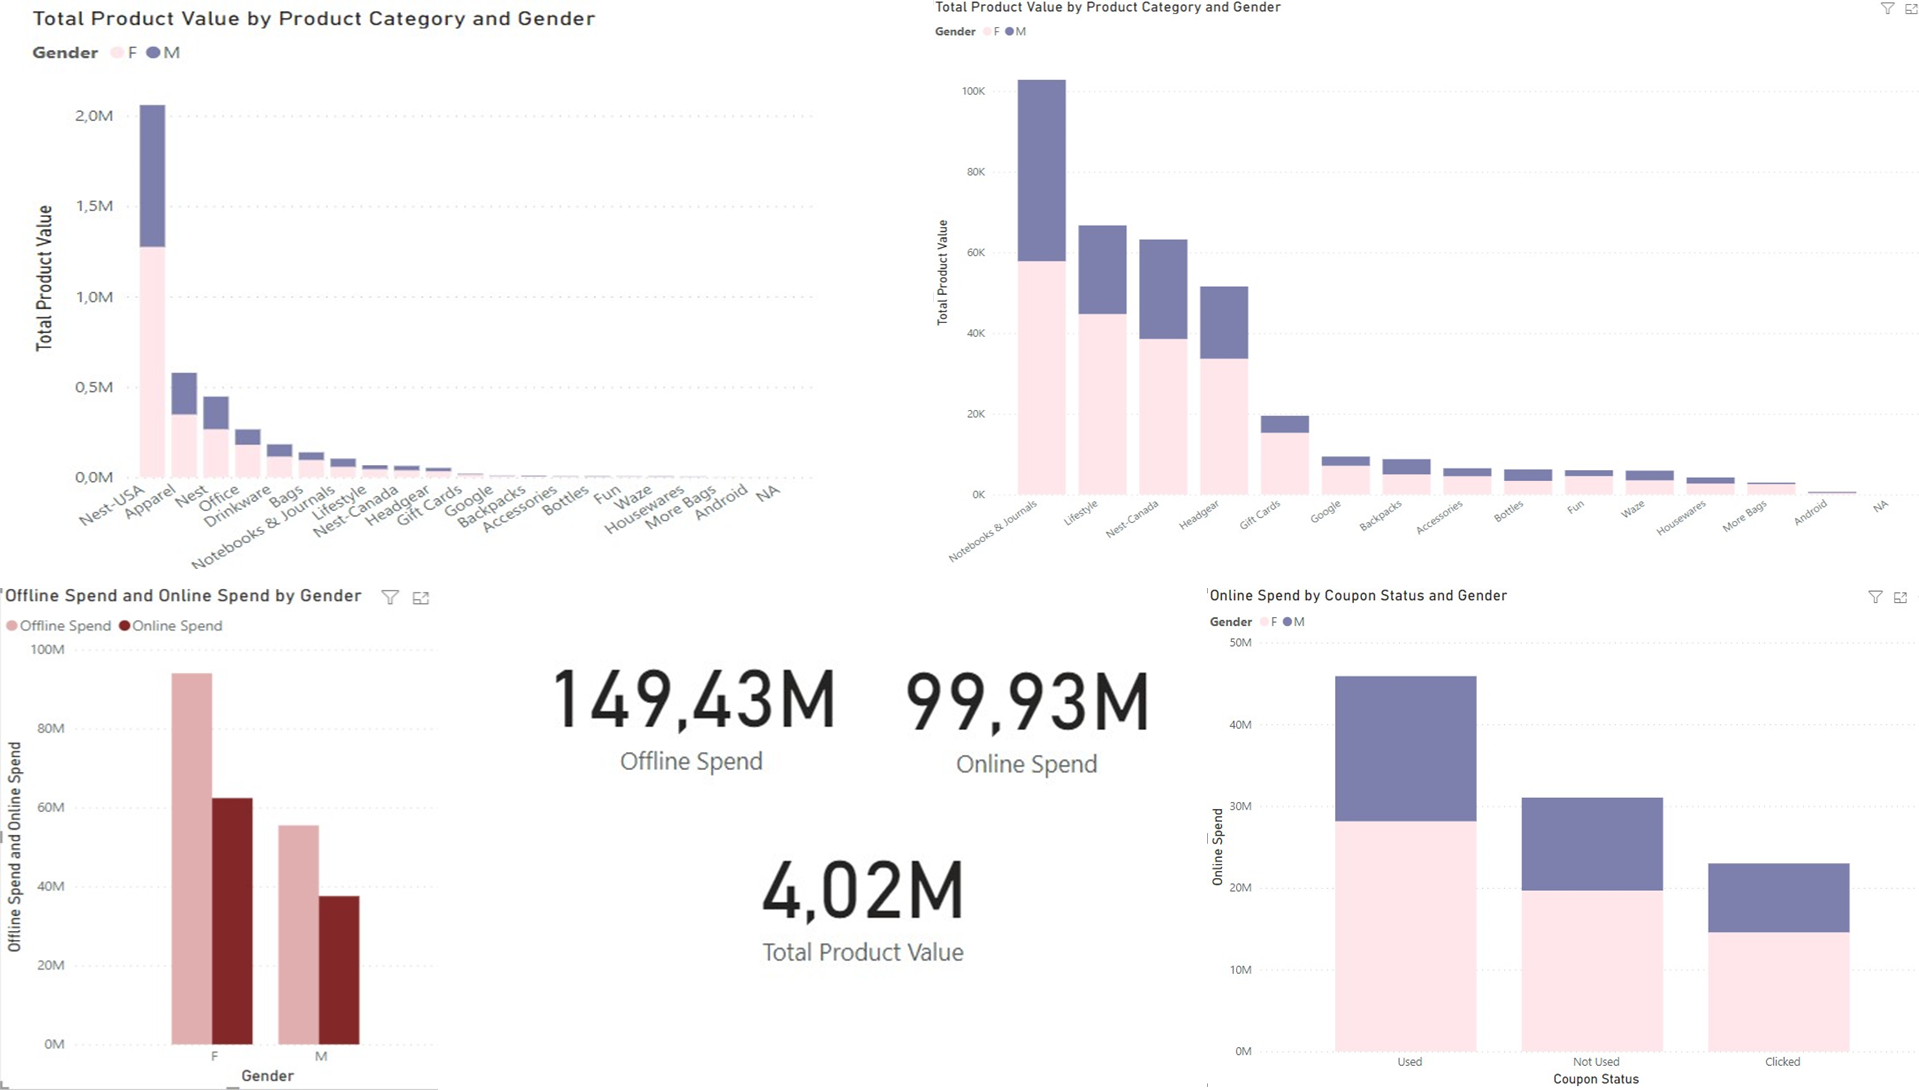 Total Product Value by Product Category and Gender
Gender F M
Total Product Value
2,0M
1,5M
1,0M
0,5M
0,0M
Nest-USA
Apparel
Nest
Office
Drinkware
Bags
Notebooks & Journals
Lifestyle
Nest-Canada
Headgear
Gift Cards
Google
Backpacks
Accessories
Bottles
Fun
Waze
Housewares
More Bags
Android
NA
Total Product Value by Product Category and Gender
Gender F M
Total Product Value
100K
80K
60K
40K
20K
0K
Notebooks & Journals
Lifestyle
Nest-Canada
Headgear
Gift Cards
Google
Backpacks
Accessories
Bottles
Fun
Waze
Housewares
More Bags
Android
NA
Offline Spend and Online Spend by Gender
Offline Spend Online Spend
Offline Spend and Online Spend
100M
80M
60M
40M
20M
0M
F
M
Gender
149,43M
Offline Spend
99,93M
Online Spend
4,02M
Total Product Value
Online Spend by Coupon Status and Gender
Gender F M
Online Spend
50M
40M
30M
20M
10M
0M
Used
Not Used
Clicked
Coupon Status